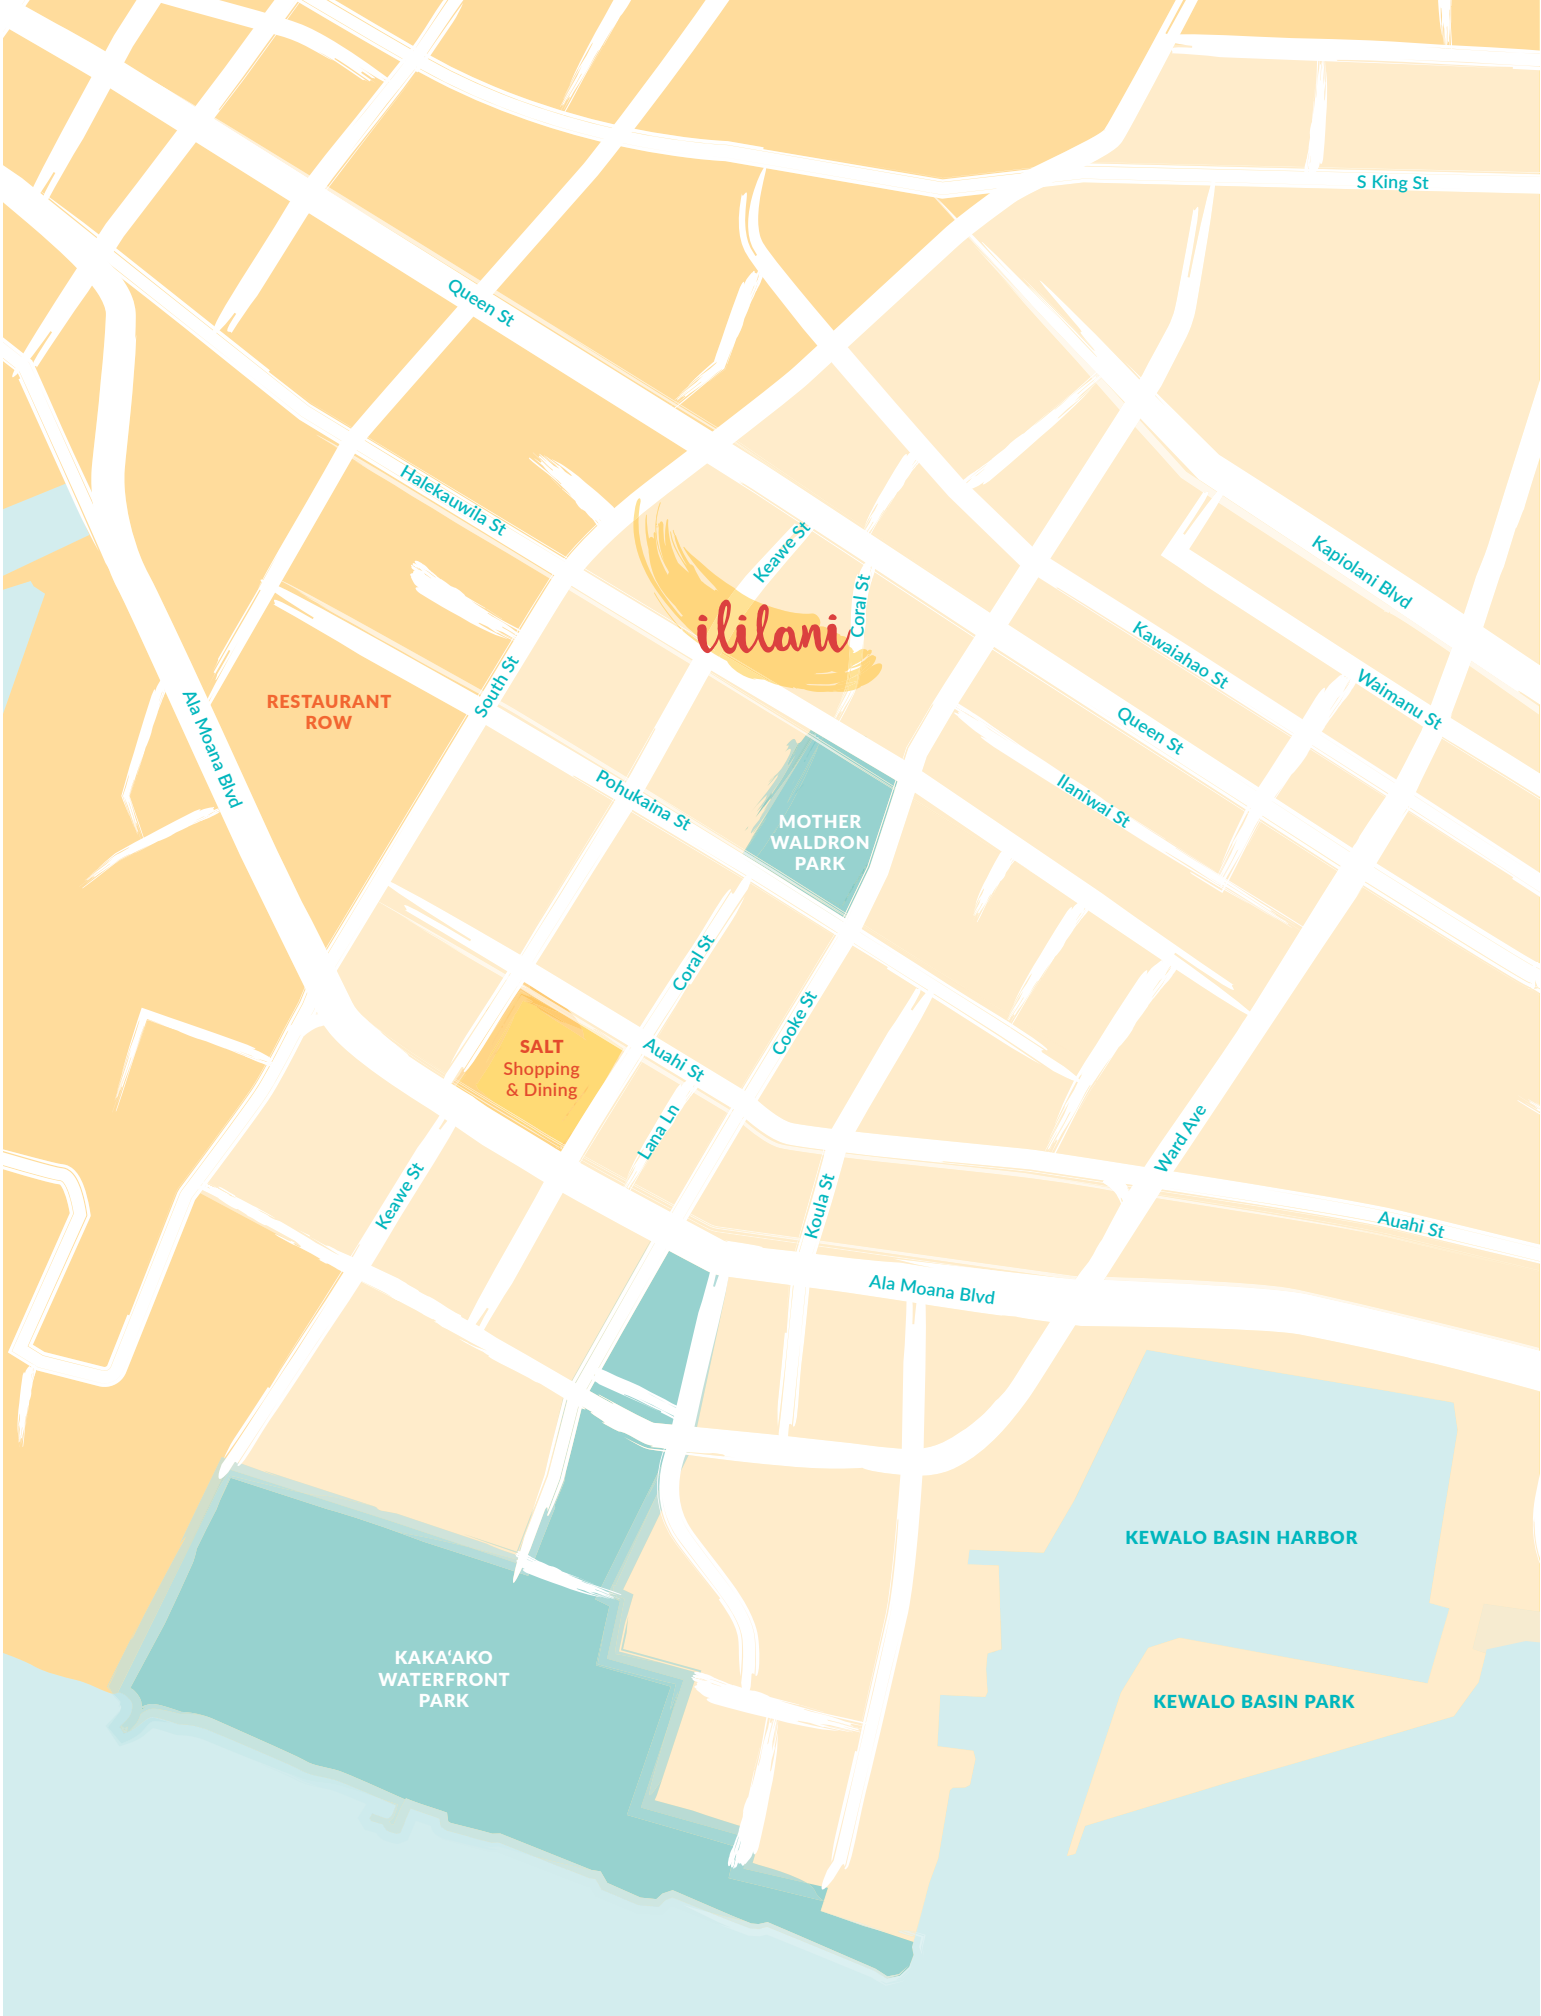 S King St
Queen St
Halekauwila St
Keawe St
Coral St
ililani
Kapiolani Blvd
Kawaiahao St
Waimanu St
Queen St
Ilaniwai St
South St
RESTAURANT
ROW
Ala Moana Blvd
Pohukaina St
MOTHER
WALDRON
PARK
Coral St
Cooke St
SALT
Shopping
& Dining
Auahi St
Lana Ln
Ward Ave
Keawe St
Koula St
Auahi St
Ala Moana Blvd
KEWALO BASIN HARBOR
KAKA‘AKO
WATERFRONT
PARK
KEWALO BASIN PARK